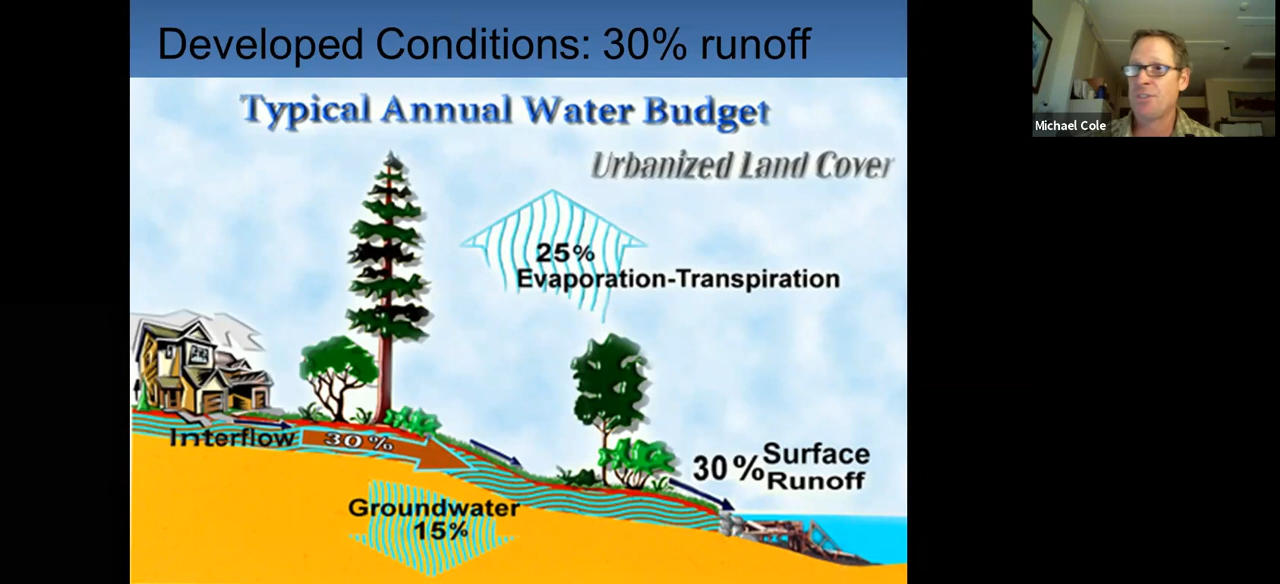 Developed Conditions: 30% runoff
Typical Annual Water Budget
Urbanized Land Cover
25%
Evaporation-Transpiration
Interflow
30%
30% Surface
Runoff
Groundwater
15%
Michael Cole